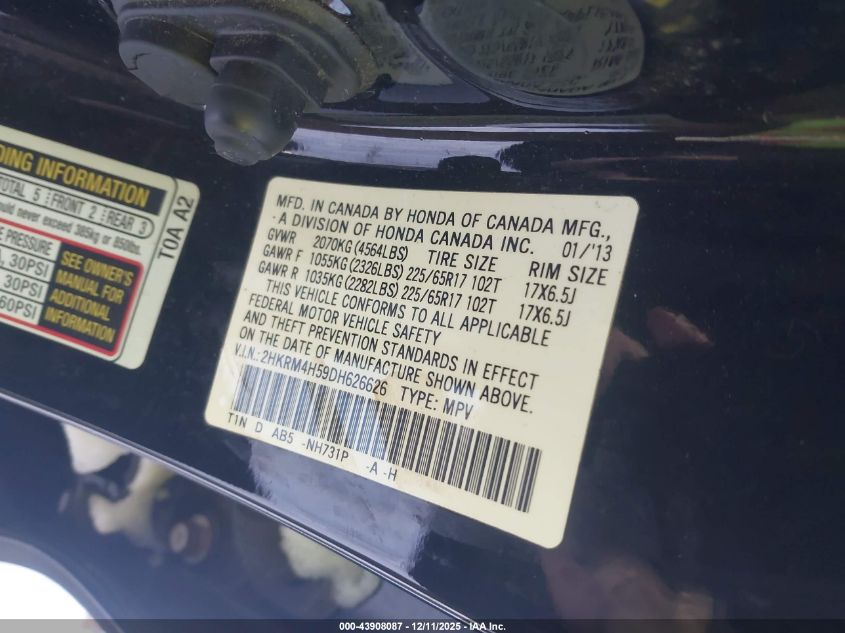 DING INFORMATION
TOTAL 5 FRONT 2 REAR 3
ould never exceed 385kg or 850lbs.
PRESSURE
, 30PSI
30PSI
60PSI
SEE OWNER'S
MANUAL FOR
ADDITIONAL
INFORMATION
T0A A2
MFD. IN CANADA BY HONDA OF CANADA MFG.,
·A DIVISION OF HONDA CANADA INC. 01/'13
GVWR 2070KG(4564LBS) TIRE SIZE RIM SIZE
GAWR F 1055KG(2326LBS) 225/65R17 102T 17X6.5J
GAWR R 1035KG(2282LBS) 225/65R17 102T 17X6.5J
THIS VEHICLE CONFORMS TO ALL APPLICABLE
FEDERAL MOTOR VEHICLE SAFETY
AND THEFT PREVENTION STANDARDS IN EFFECT
ON THE DATE OF MANUFACTURE SHOWN ABOVE.
V.I.N.:2HKRM4H59DH626626 TYPE: MPV
T1N D AB5 -NH731P -A -H
000-43908087 - 12/11/2025 - IAA Inc.